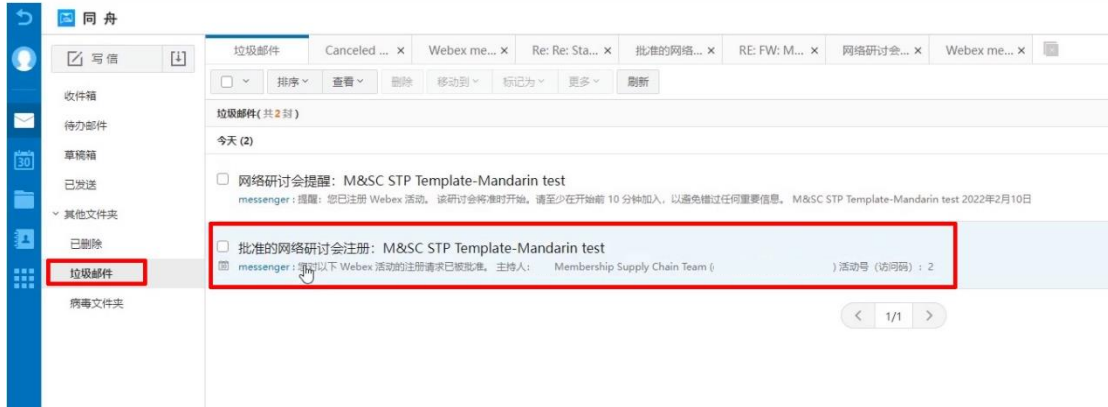 同 舟
写信
垃圾邮件 Canceled ... × Webex me... × Re: Re: Sta... × 批准的网络... × RE: FW: M... × 网络研讨会... × Webex me... ×
排序 查看 删除 移动到 标记为 更多 刷新
收件箱
待办邮件
草稿箱
已发送
其他文件夹
已删除
垃圾邮件
病毒文件夹
30
垃圾邮件(共2封)
今天 (2)
网络研讨会提醒：M&SC STP Template-Mandarin test
messenger : 提醒：您已注册 Webex 活动。 该研讨会将准时开始。请至少在开始前 10 分钟加入，以避免错过任何重要信息。 M&SC STP Template-Mandarin test 2022年2月10日
批准的网络研讨会注册：M&SC STP Template-Mandarin test
messenger : 对以下 Webex 活动的注册请求已被批准。 主持人： Membership Supply Chain Team ( ) 活动号（访问码）: 2
< 1/1 >